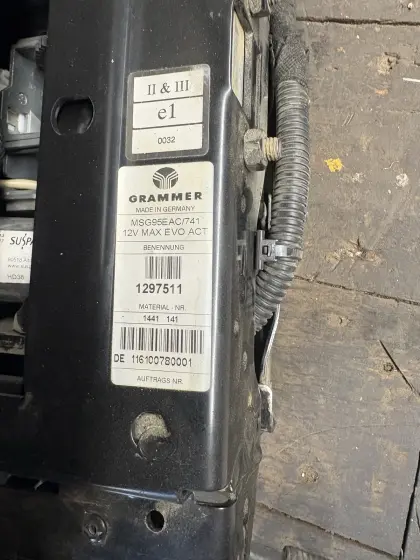 II & III
e1
0032
GRAMMER
MADE IN GERMANY
MSG95EAC/741
12V MAX EVO ACT
BENENNUNG
1297511
MATERIAL - NR.
1441 141
DE 116100780001
AUFTRAGS NR.
SUSPA